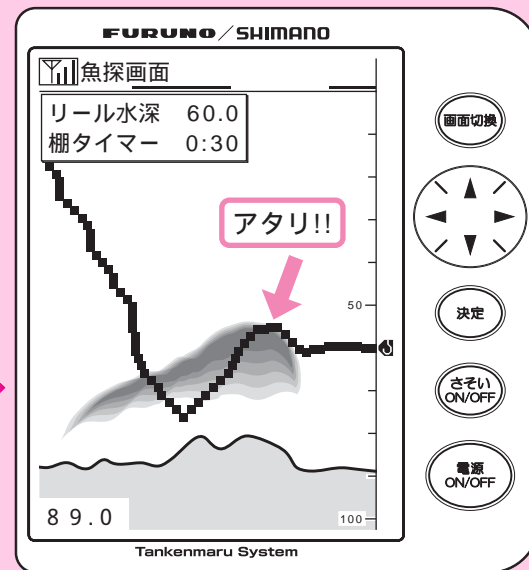 FURUNO/SHIMANO
魚探画面
リール水深 60.0
棚タイマー 0:30
アタリ!!
50
89.0
100
Tankenmaru System
画面切換
決定
さそい
ON/OFF
電源
ON/OFF